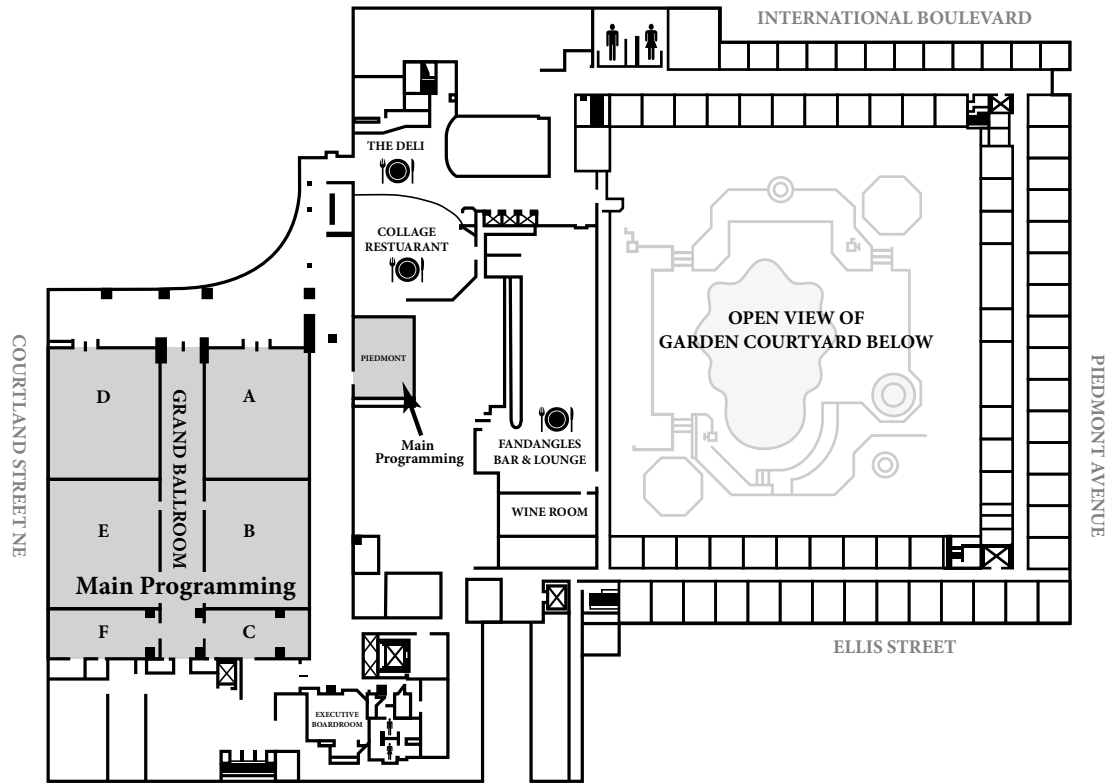 INTERNATIONAL BOULEVARD
THE DELI
COLLAGE
RESTUARANT
OPEN VIEW OF
GARDEN COURTYARD BELOW
PIEDMONT
COURTLAND STREET NE
PIEDMONT AVENUE
D
A
GRAND BALLROOM
Main
Programming
FANDANGLES
BAR & LOUNGE
WINE ROOM
E
B
Main Programming
F
C
ELLIS STREET
EXECUTIVE
BOARDROOM